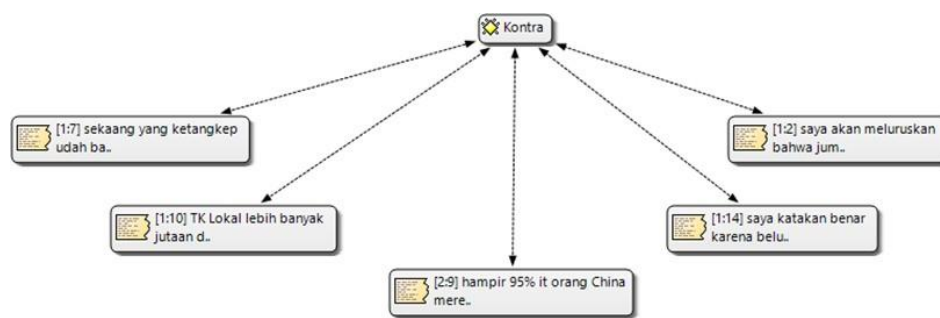 Kontra
[1:7] sekaang yang ketangkep
udah ba..
[1:2] saya akan meluruskan
bahwa jum..
[1:10] TK Lokal lebih banyak
jutaan d..
[1:14] saya katakan benar
karena belu..
[2:9] hampir 95% it orang China
mere..